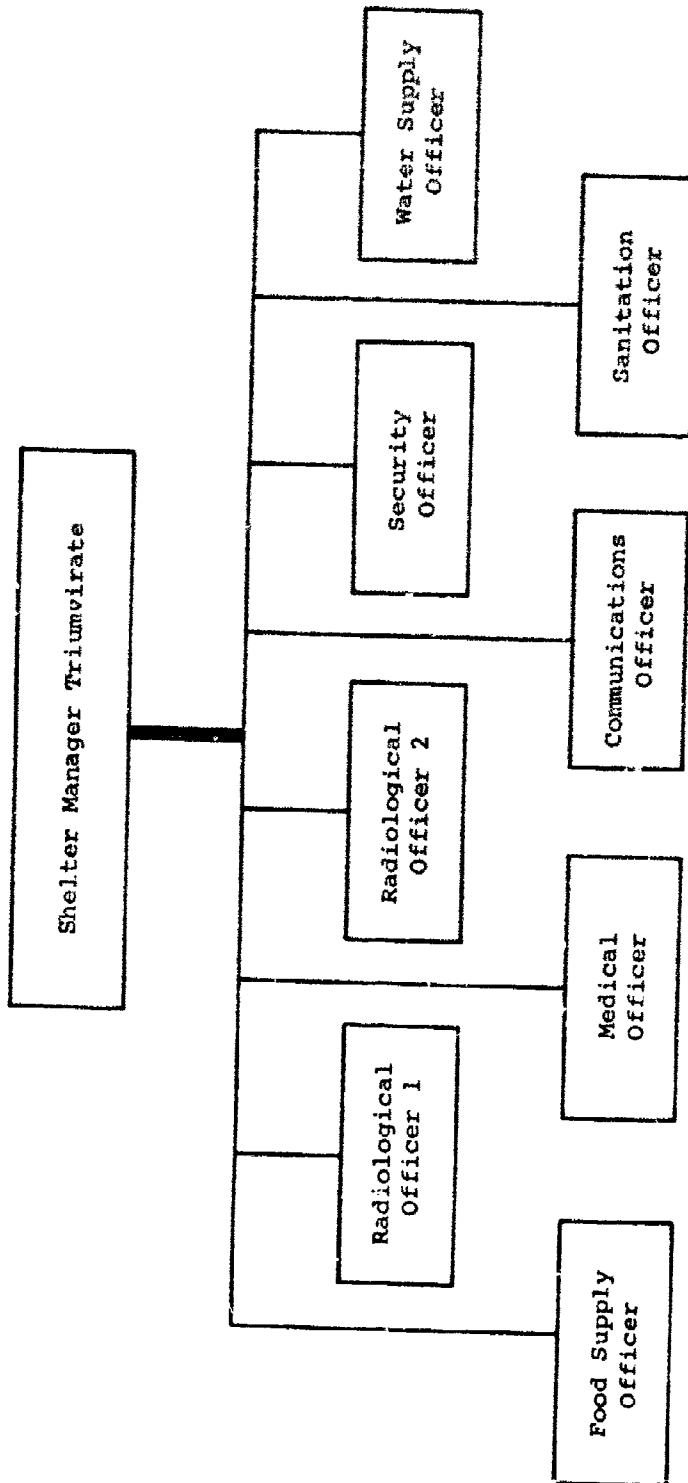 Shelter Manager Triumvirate
Radiological
Officer 1
Radiological
Officer 2
Security
Officer
Water Supply
Officer
Food Supply
Officer
Medical
Officer
Communications
Officer
Sanitation
Officer